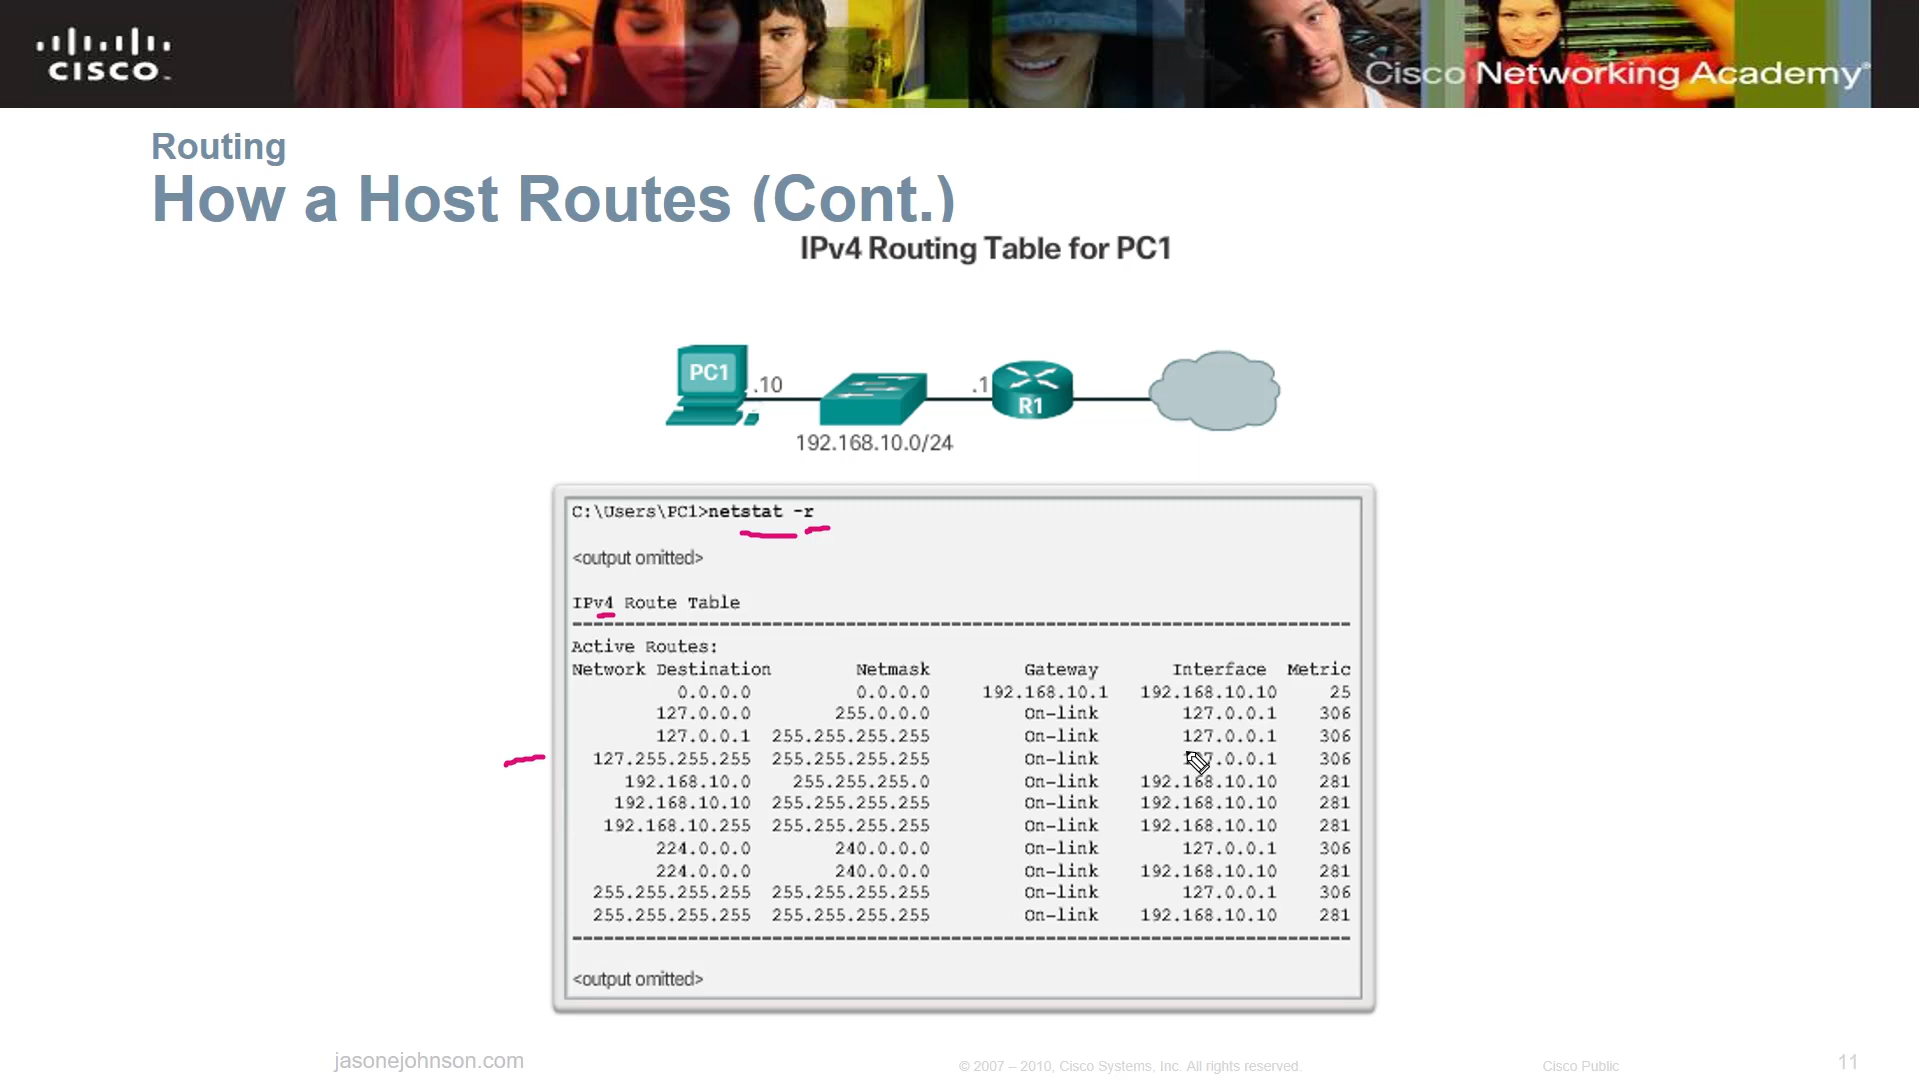 CISCO
Cisco Networking Academy®
Routing
How a Host Routes (Cont.)
IPv4 Routing Table for PC1
PC1
.10
.1
R1
192.168.10.0/24
C:\Users\PC1>netstat -r
<output omitted>
IPv4 Route Table
Active Routes:
Network Destination Netmask Gateway Interface Metric
0.0.0.0 0.0.0.0 192.168.10.1 192.168.10.10 25
127.0.0.0 255.0.0.0 On-link 127.0.0.1 306
127.0.0.1 255.255.255.255 On-link 127.0.0.1 306
127.255.255.255 255.255.255.255 On-link 127.0.0.1 306
192.168.10.0 255.255.255.0 On-link 192.168.10.10 281
192.168.10.10 255.255.255.255 On-link 192.168.10.10 281
192.168.10.255 255.255.255.255 On-link 192.168.10.10 281
224.0.0.0 240.0.0.0 On-link 127.0.0.1 306
224.0.0.0 240.0.0.0 On-link 192.168.10.10 281
255.255.255.255 255.255.255.255 On-link 127.0.0.1 306
255.255.255.255 255.255.255.255 On-link 192.168.10.10 281
<output omitted>
jasonejohnson.com
© 2007 – 2010, Cisco Systems, Inc. All rights reserved.
Cisco Public
11